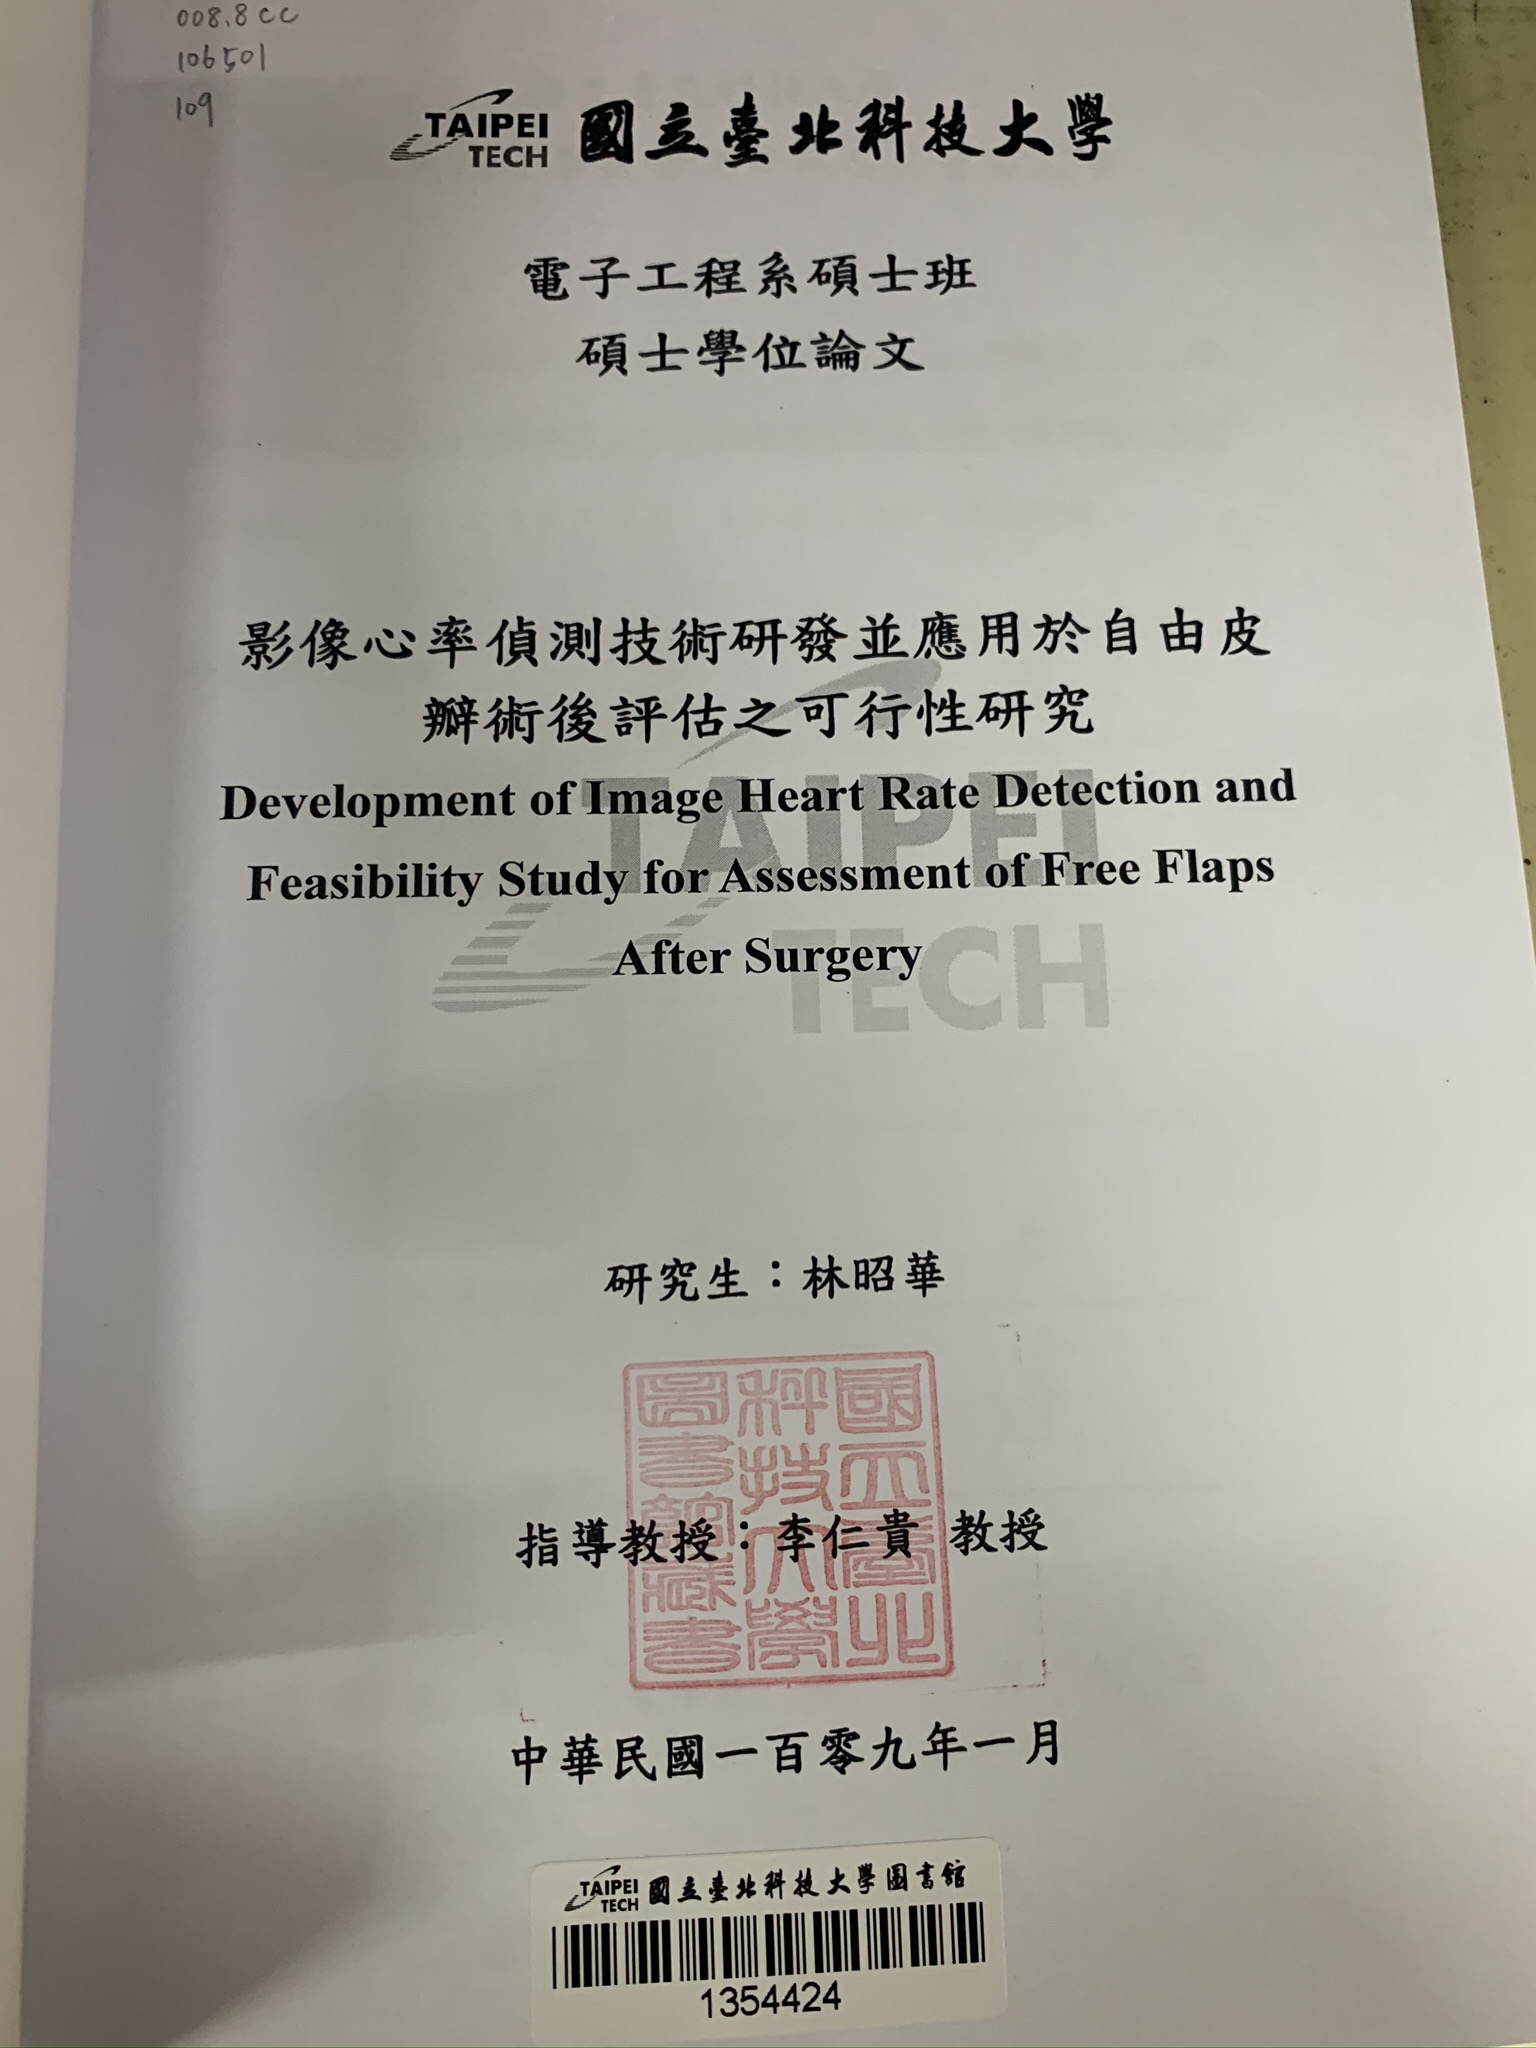 008.8 CC
106501
109
TAIPEI TECH 國立臺北科技大學
電子工程系碩士班
碩士學位論文
影像心率偵測技術研發並應用於自由皮
瓣術後評估之可行性研究
Development of Image Heart Rate Detection and
Feasibility Study for Assessment of Free Flaps
After Surgery
TAIPEI
TECH
研究生：林昭華
國立臺北
科技大學
圖書館藏書
指導教授：李仁貴 教授
中華民國一百零九年一月
TAIPEI TECH 國立臺北科技大學圖書館
1354424